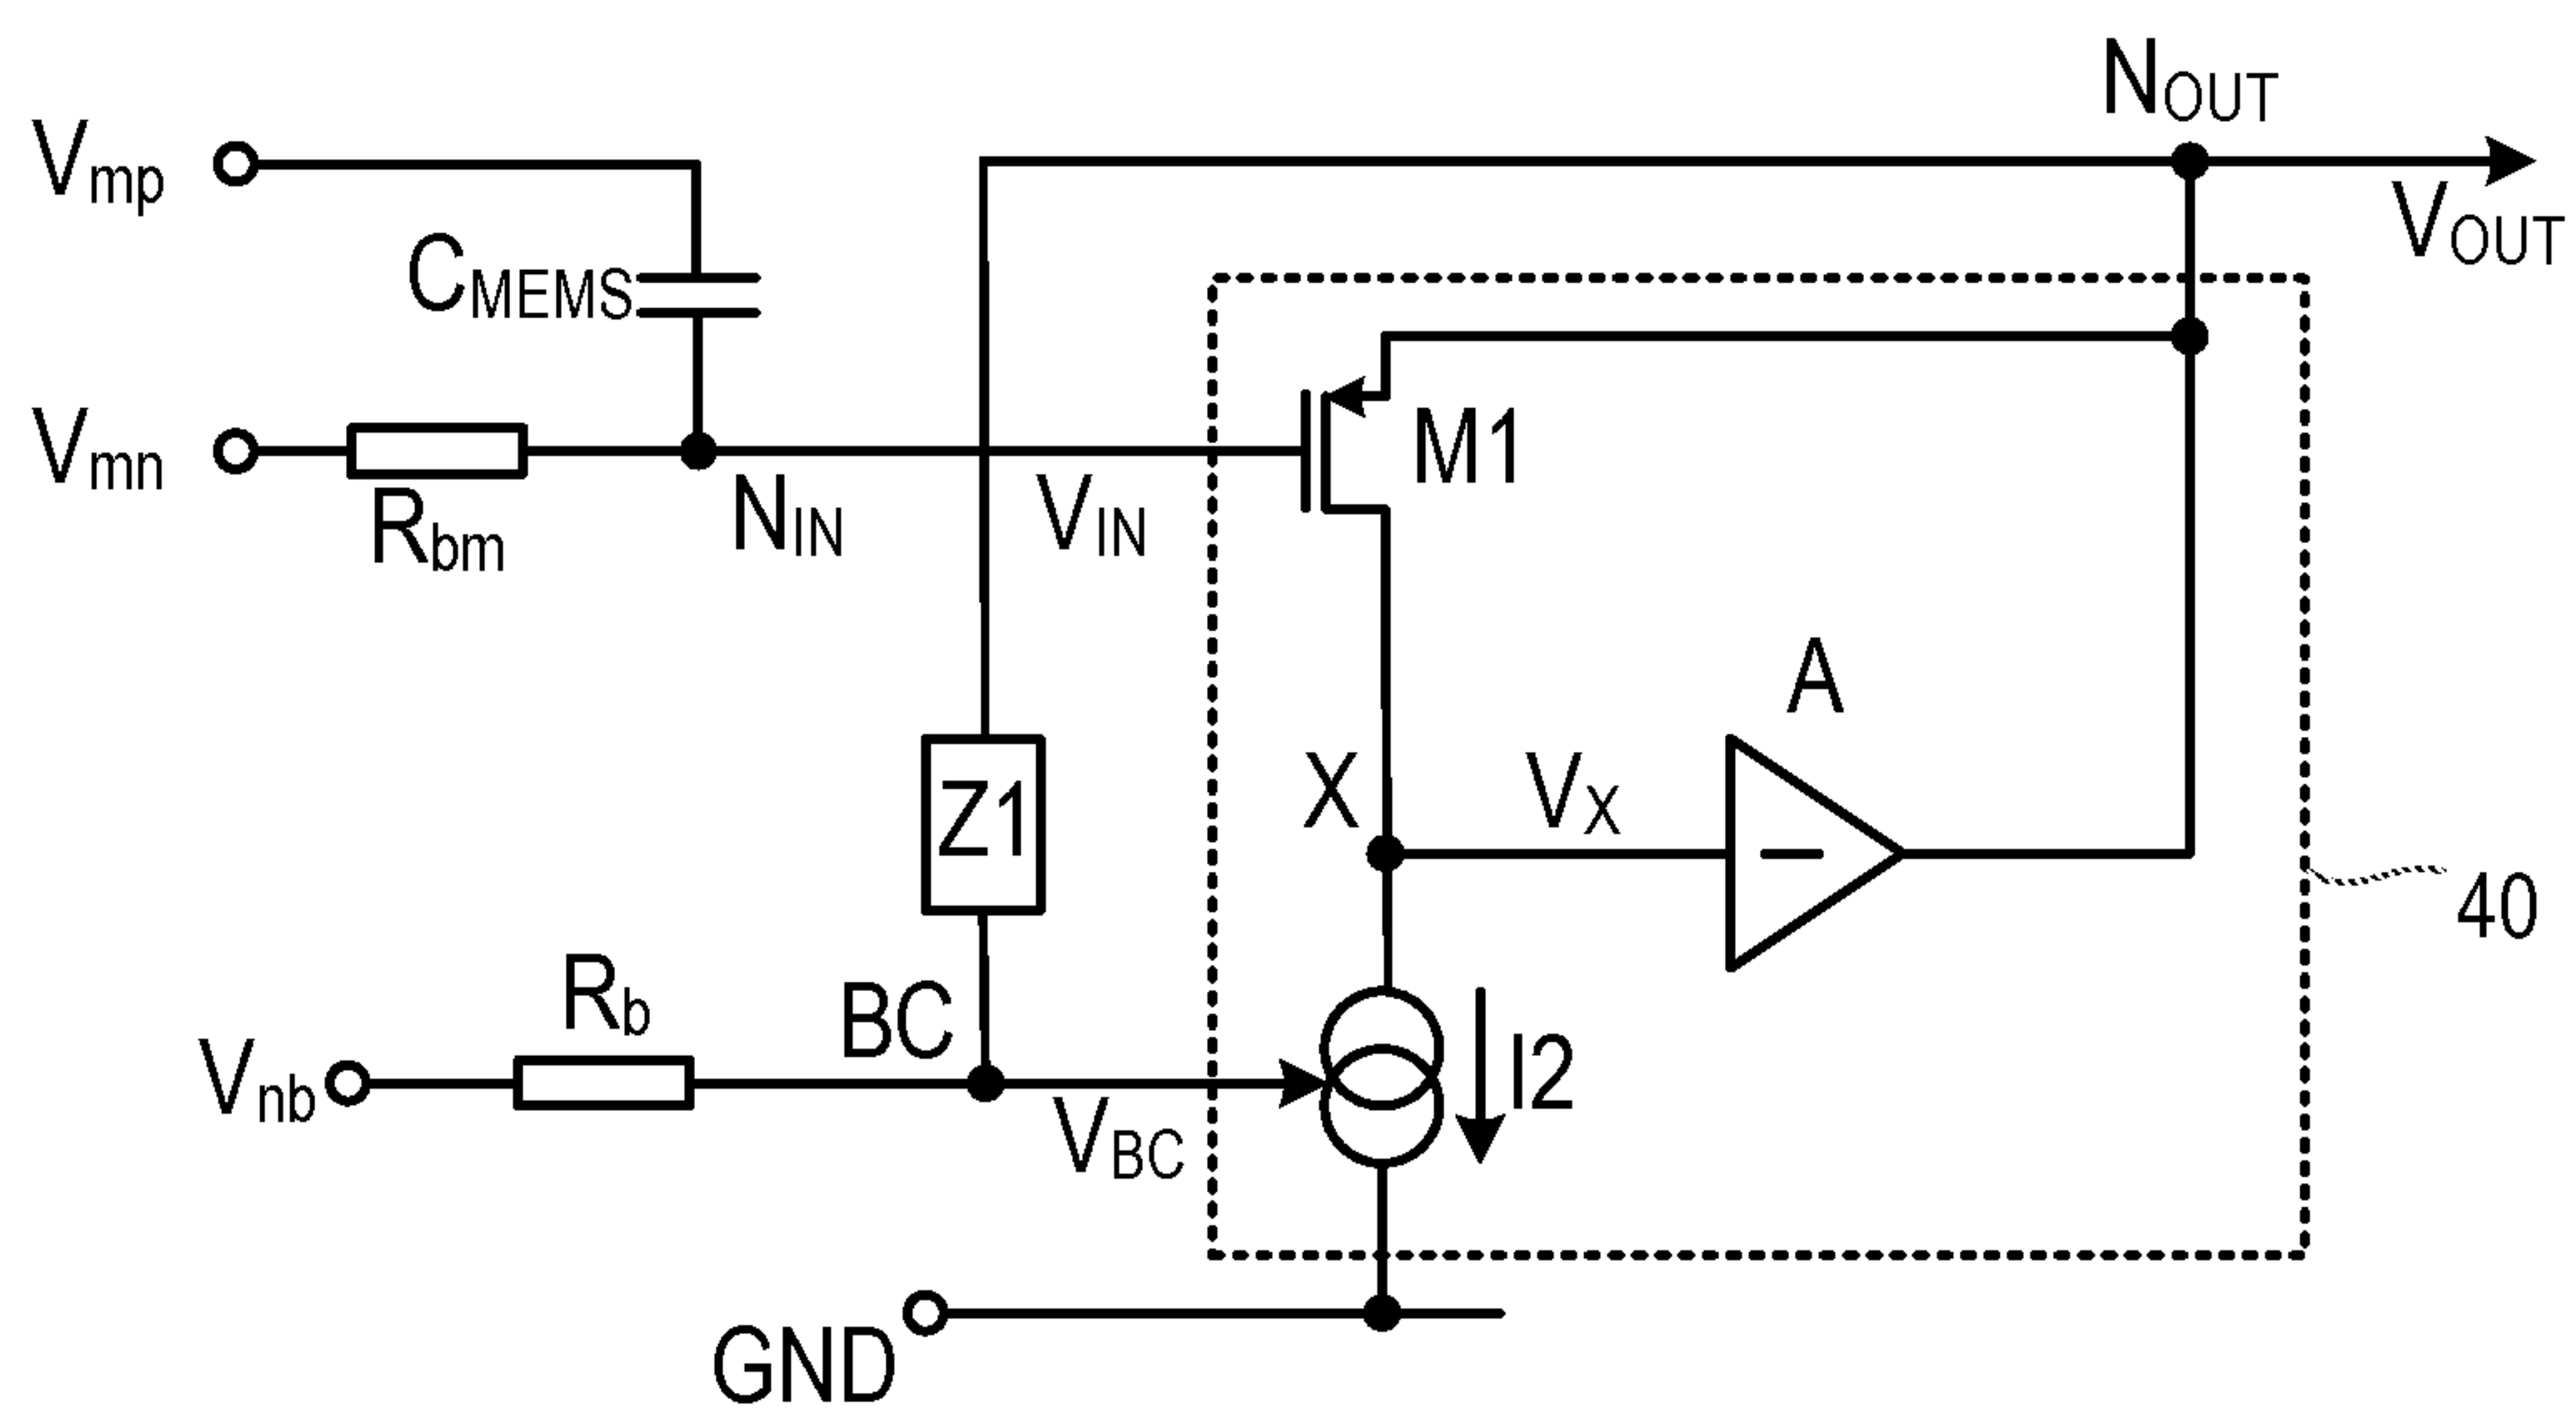 NOUT
Vmp
VOUT
CMEMS
Vmn
M1
Rbm
NIN
VIN
A
X
VX
Z1
40
Rb
BC
Vnb
I2
VBC
GND